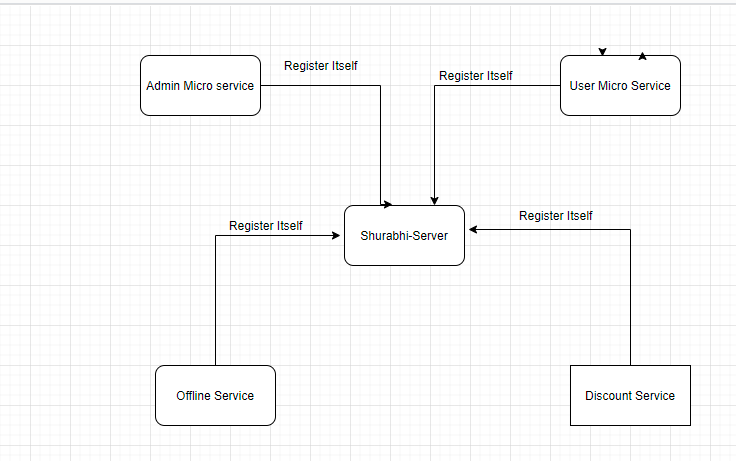 Register Itself
Register Itself
Admin Micro service
User Micro Service
Register Itself
Register Itself
Shurabhi-Server
Offline Service
Discount Service